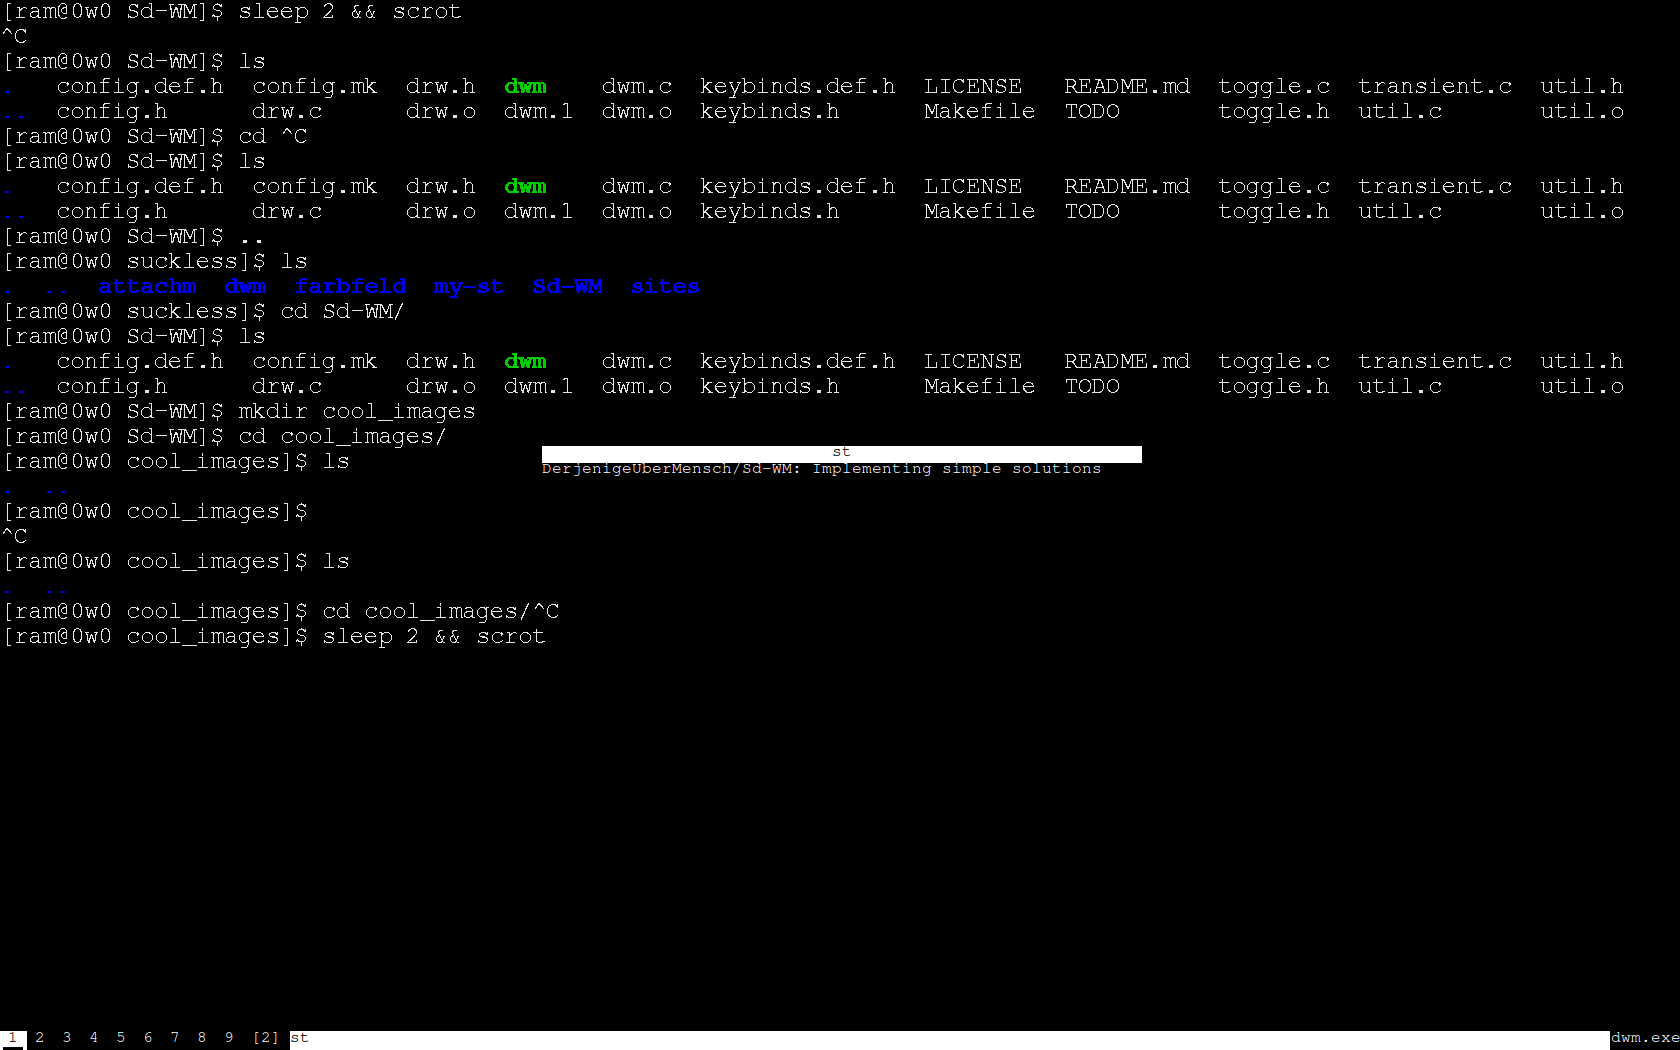 [ram@0w0 Sd-WM]$ sleep 2 && scrot
^C
[ram@0w0 Sd-WM]$ ls
.   config.def.h  config.mk  drw.h  dwm    dwm.c  keybinds.def.h  LICENSE   README.md  toggle.c  transient.c  util.h
..  config.h      drw.c      drw.o  dwm.1  dwm.o  keybinds.h      Makefile  TODO       toggle.h  util.c       util.o
[ram@0w0 Sd-WM]$ cd ^C
[ram@0w0 Sd-WM]$ ls
.   config.def.h  config.mk  drw.h  dwm    dwm.c  keybinds.def.h  LICENSE   README.md  toggle.c  transient.c  util.h
..  config.h      drw.c      drw.o  dwm.1  dwm.o  keybinds.h      Makefile  TODO       toggle.h  util.c       util.o
[ram@0w0 Sd-WM]$ ..
[ram@0w0 suckless]$ ls
.  ..  attachm  dwm  farbfeld  my-st  Sd-WM  sites
[ram@0w0 suckless]$ cd Sd-WM/
[ram@0w0 Sd-WM]$ ls
.   config.def.h  config.mk  drw.h  dwm    dwm.c  keybinds.def.h  LICENSE   README.md  toggle.c  transient.c  util.h
..  config.h      drw.c      drw.o  dwm.1  dwm.o  keybinds.h      Makefile  TODO       toggle.h  util.c       util.o
[ram@0w0 Sd-WM]$ mkdir cool_images
[ram@0w0 Sd-WM]$ cd cool_images/
[ram@0w0 cool_images]$ ls
st
DerjenigeUberMensch/Sd-WM: Implementing simple solutions
.  ..
[ram@0w0 cool_images]$
^C
[ram@0w0 cool_images]$ ls
.  ..
[ram@0w0 cool_images]$ cd cool_images/^C
[ram@0w0 cool_images]$ sleep 2 && scrot
1 2 3 4 5 6 7 8 9 [2] st dwm.exe